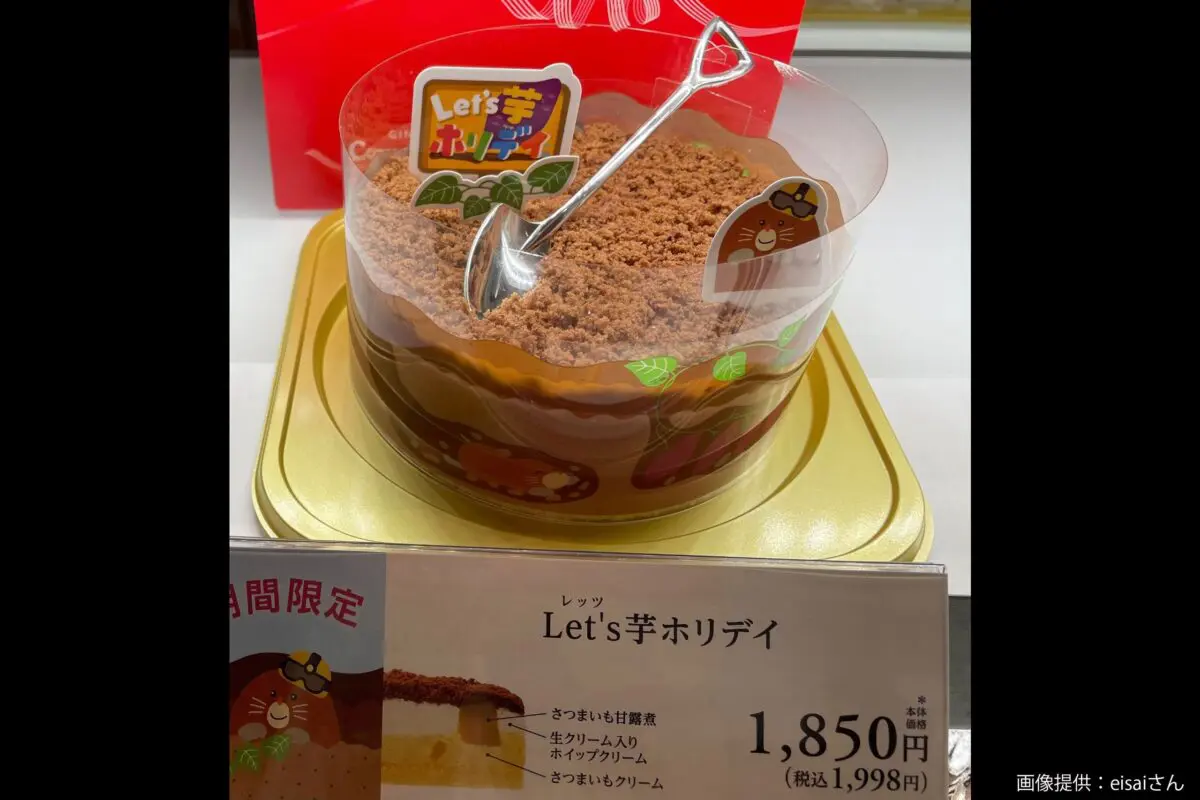 Let's芋
ホリデイ
期間限定
レッツ
Let's芋ホリデイ
さつまいも甘露煮
生クリーム入り
ホイップクリーム
さつまいもクリーム
*本体価格
1,850円
(税込1,998円)
画像提供：eisaiさん